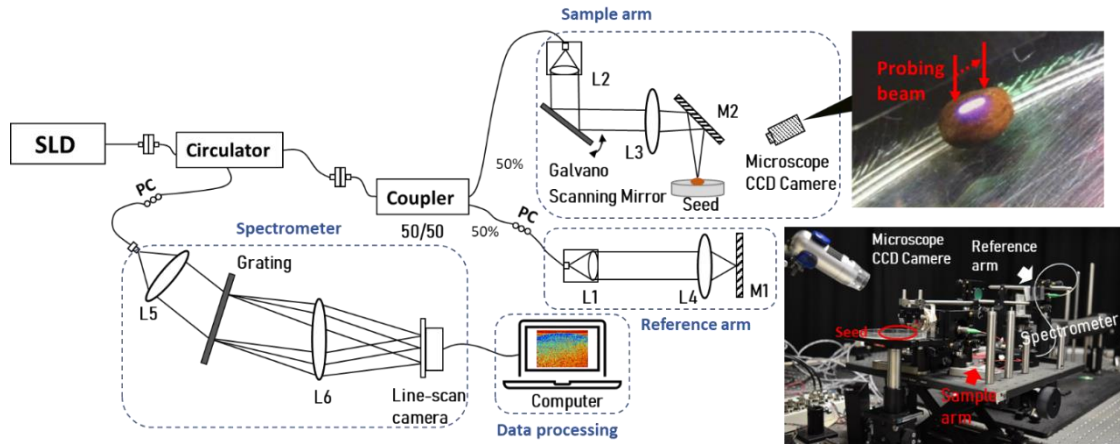 Sample arm
L2
M2
L3
Galvano
Scanning Mirror
Seed
Microscope
CCD Camera
Probing
beam
SLD
Circulator
PC
50%
Coupler
50/50
50%
PC
L1
L4
M1
Reference arm
Spectrometer
Grating
L5
L6
Line-scan
camera
Computer
Data processing
Microscope
CCD Camera
Reference
arm
Spectrometer
Seed
Sample
arm